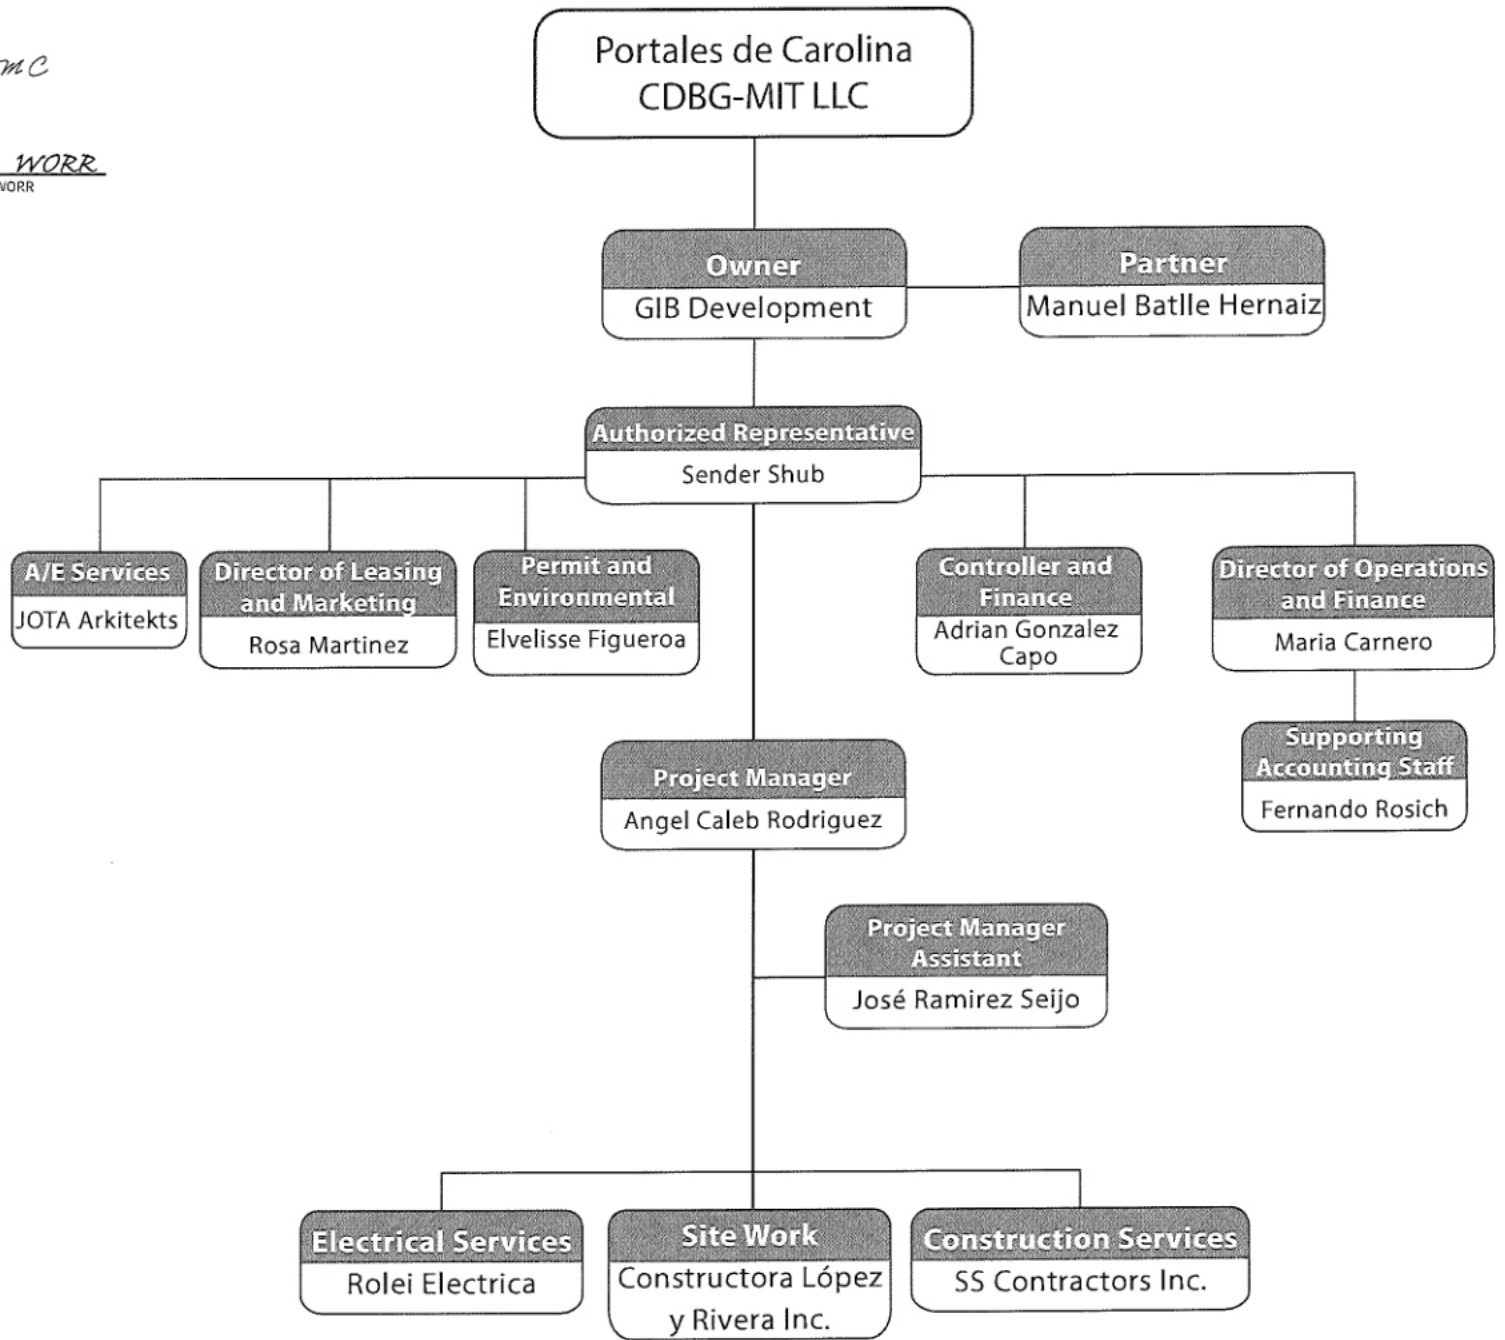 Portales de Carolina
CDBG-MIT LLC
WORR
Owner
GIB Development
Partner
Manuel Batlle Hernaiz
Authorized Representative
Sender Shub
A/E Services
JOTA Arkitekts
Director of Leasing
and Marketing
Rosa Martinez
Permit and
Environmental
Elvelisse Figueroa
Controller and
Finance
Adrian Gonzalez
Capo
Director of Operations
and Finance
Maria Carnero
Supporting
Accounting Staff
Fernando Rosich
Project Manager
Angel Caleb Rodriguez
Project Manager
Assistant
José Ramirez Seijo
Electrical Services
Rolei Electrica
Site Work
Constructora López
y Rivera Inc.
Construction Services
SS Contractors Inc.